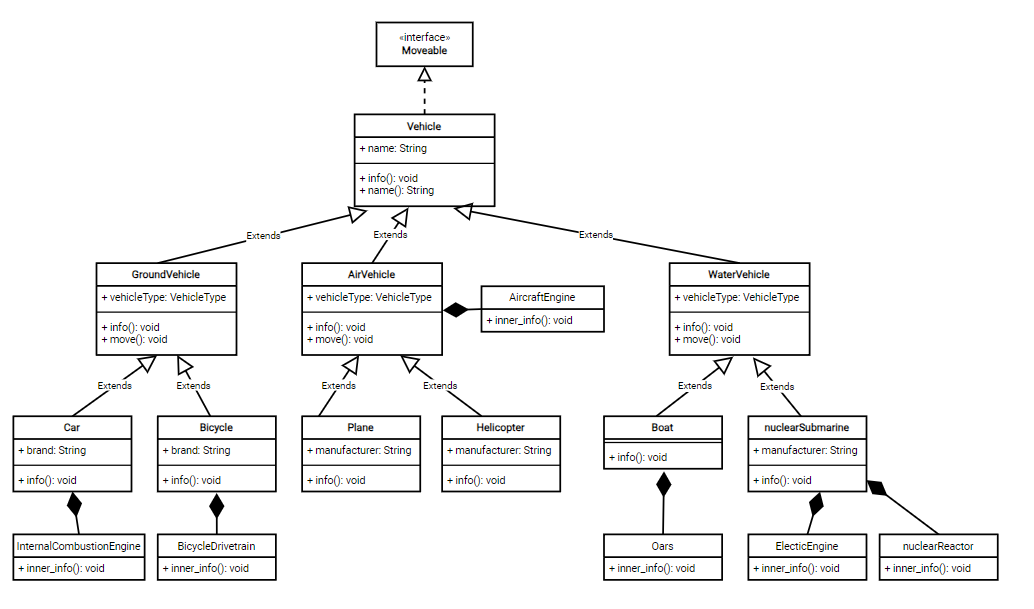 «interface»
Moveable
Vehicle
+ name: String
+ info(): void
+ name(): String
Extends
Extends
Extends
GroundVehicle
+ vehicleType: VehicleType
+ info(): void
+ move(): void
AirVehicle
+ vehicleType: VehicleType
+ info(): void
+ move(): void
AircraftEngine
+ inner_info(): void
WaterVehicle
+ vehicleType: VehicleType
+ info(): void
+ move(): void
Extends
Extends
Extends
Extends
Extends
Extends
Car
+ brand: String
+ info(): void
Bicycle
+ brand: String
+ info(): void
Plane
+ manufacturer: String
+ info(): void
Helicopter
+ manufacturer: String
+ info(): void
Boat
+ info(): void
nuclearSubmarine
+ manufacturer: String
+ info(): void
InternalCombustionEngine
+ inner_info(): void
BicycleDrivetrain
+ inner_info(): void
Oars
+ inner_info(): void
ElecticEngine
+ inner_info(): void
nuclearReactor
+ inner_info(): void